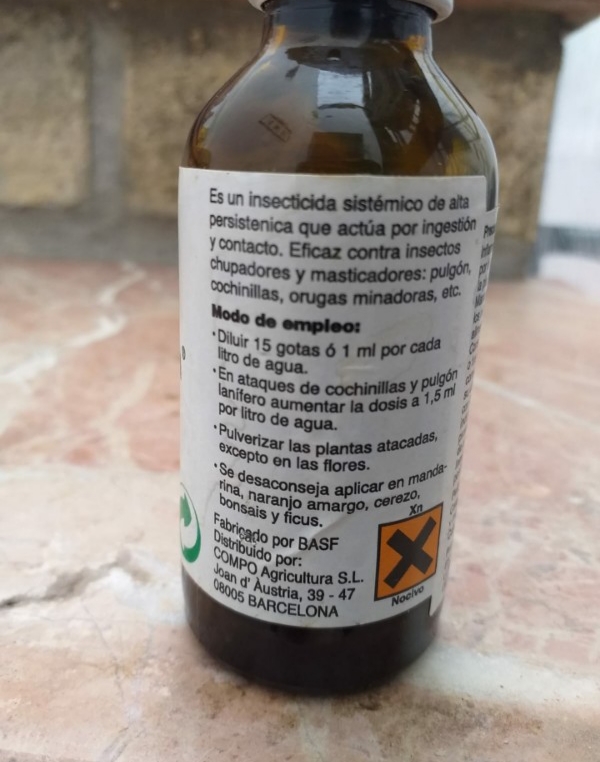 Es un insecticida sistémico de alta
persistenica que actúa por ingestión
y contacto. Eficaz contra insectos
chupadores y masticadores: pulgón,
cochinillas, orugas minadoras, etc.
Modo de empleo:
·Diluir 15 gotas ó 1 ml por cada
litro de agua.
·En ataques de cochinillas y pulgón
lanífero aumentar la dosis a 1,5 ml
por litro de agua.
·Pulverizar las plantas atacadas,
excepto en las flores.
·Se desaconseja aplicar en manda-
rina, naranjo amargo, cerezo,
bonsais y ficus.
Fabricado por BASF
Distribuido por:
COMPO Agricultura S.L.
Joan d' Àustria, 39 - 47
08005 BARCELONA
Xn
Nocivo